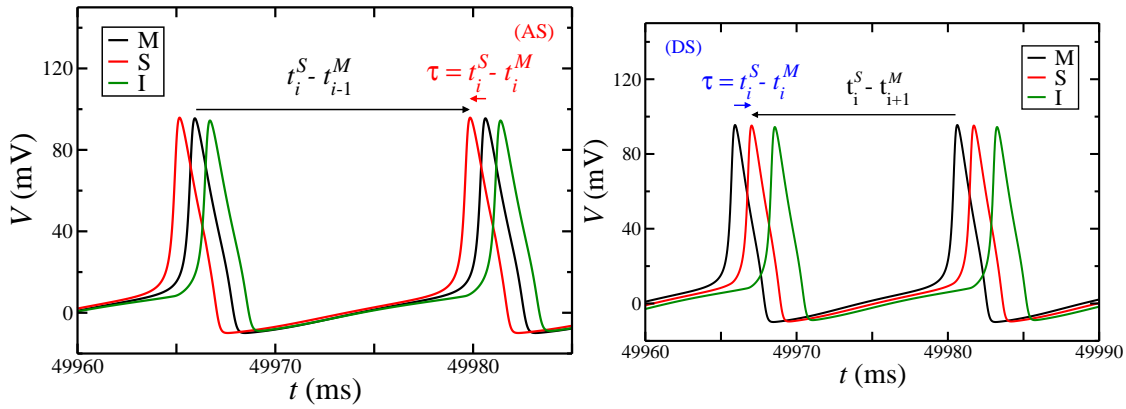 M
S
I
(AS)
t_i^S - t_{i-1}^M
τ = t_i^S - t_i^M
120
80
40
0
V (mV)
49960
49970
49980
t (ms)
(DS)
M
S
I
τ = t_i^S - t_i^M
t_i^S - t_{i+1}^M
120
80
40
0
V (mV)
49960
49970
49980
49990
t (ms)